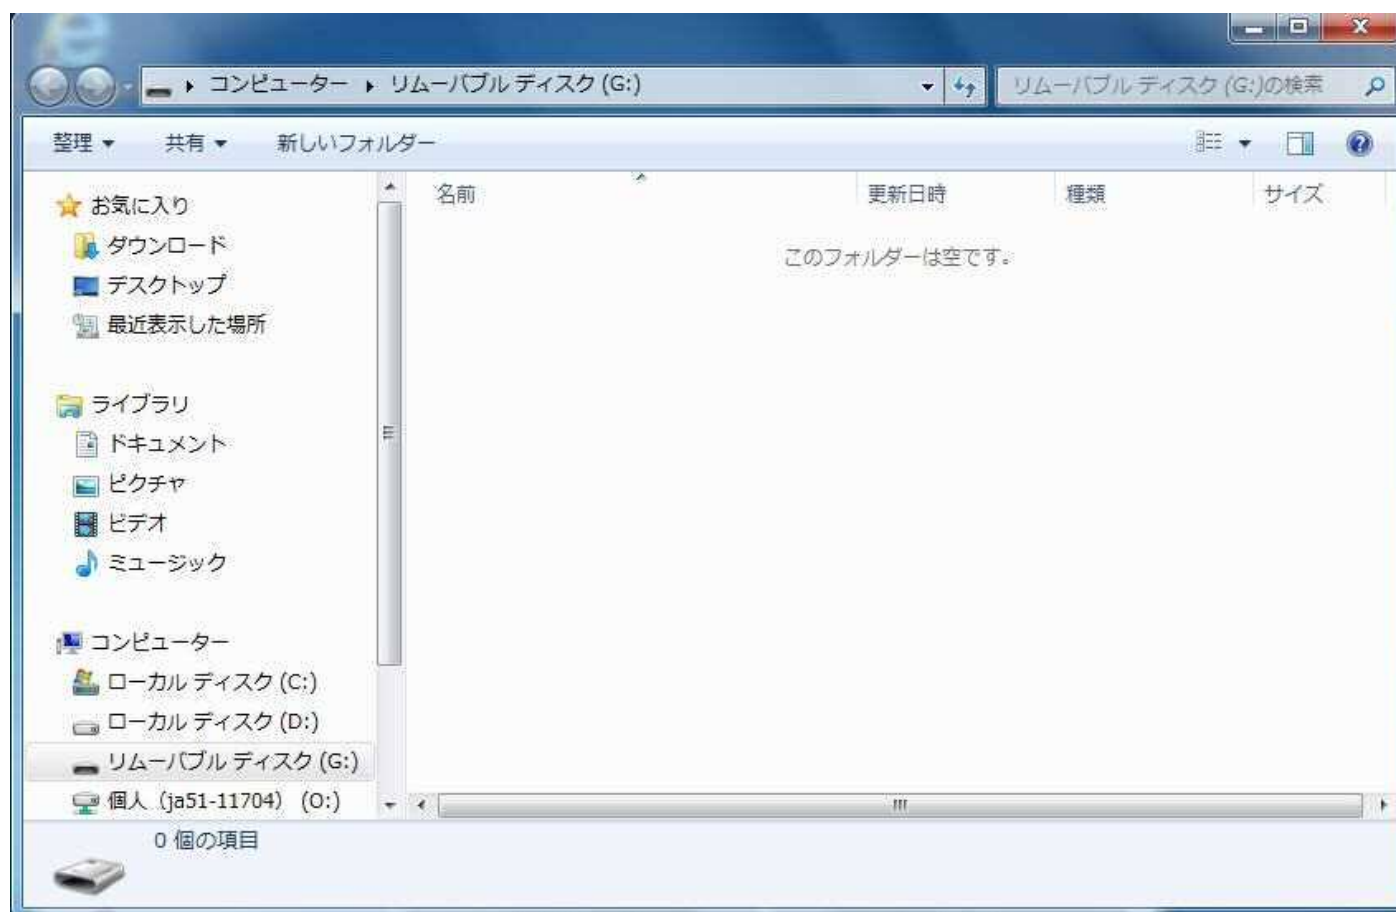 コンピューター リムーバブル ディスク (G:)
リムーバブル ディスク (G:)の検索
整理 共有 新しいフォルダー
名前 更新日時 種類 サイズ
このフォルダーは空です。
お気に入り
ダウンロード
デスクトップ
最近表示した場所
ライブラリ
ドキュメント
ピクチャ
ビデオ
ミュージック
コンピューター
ローカル ディスク (C:)
ローカル ディスク (D:)
リムーバブル ディスク (G:)
個人（ja51-11704） (O:)
0 個の項目